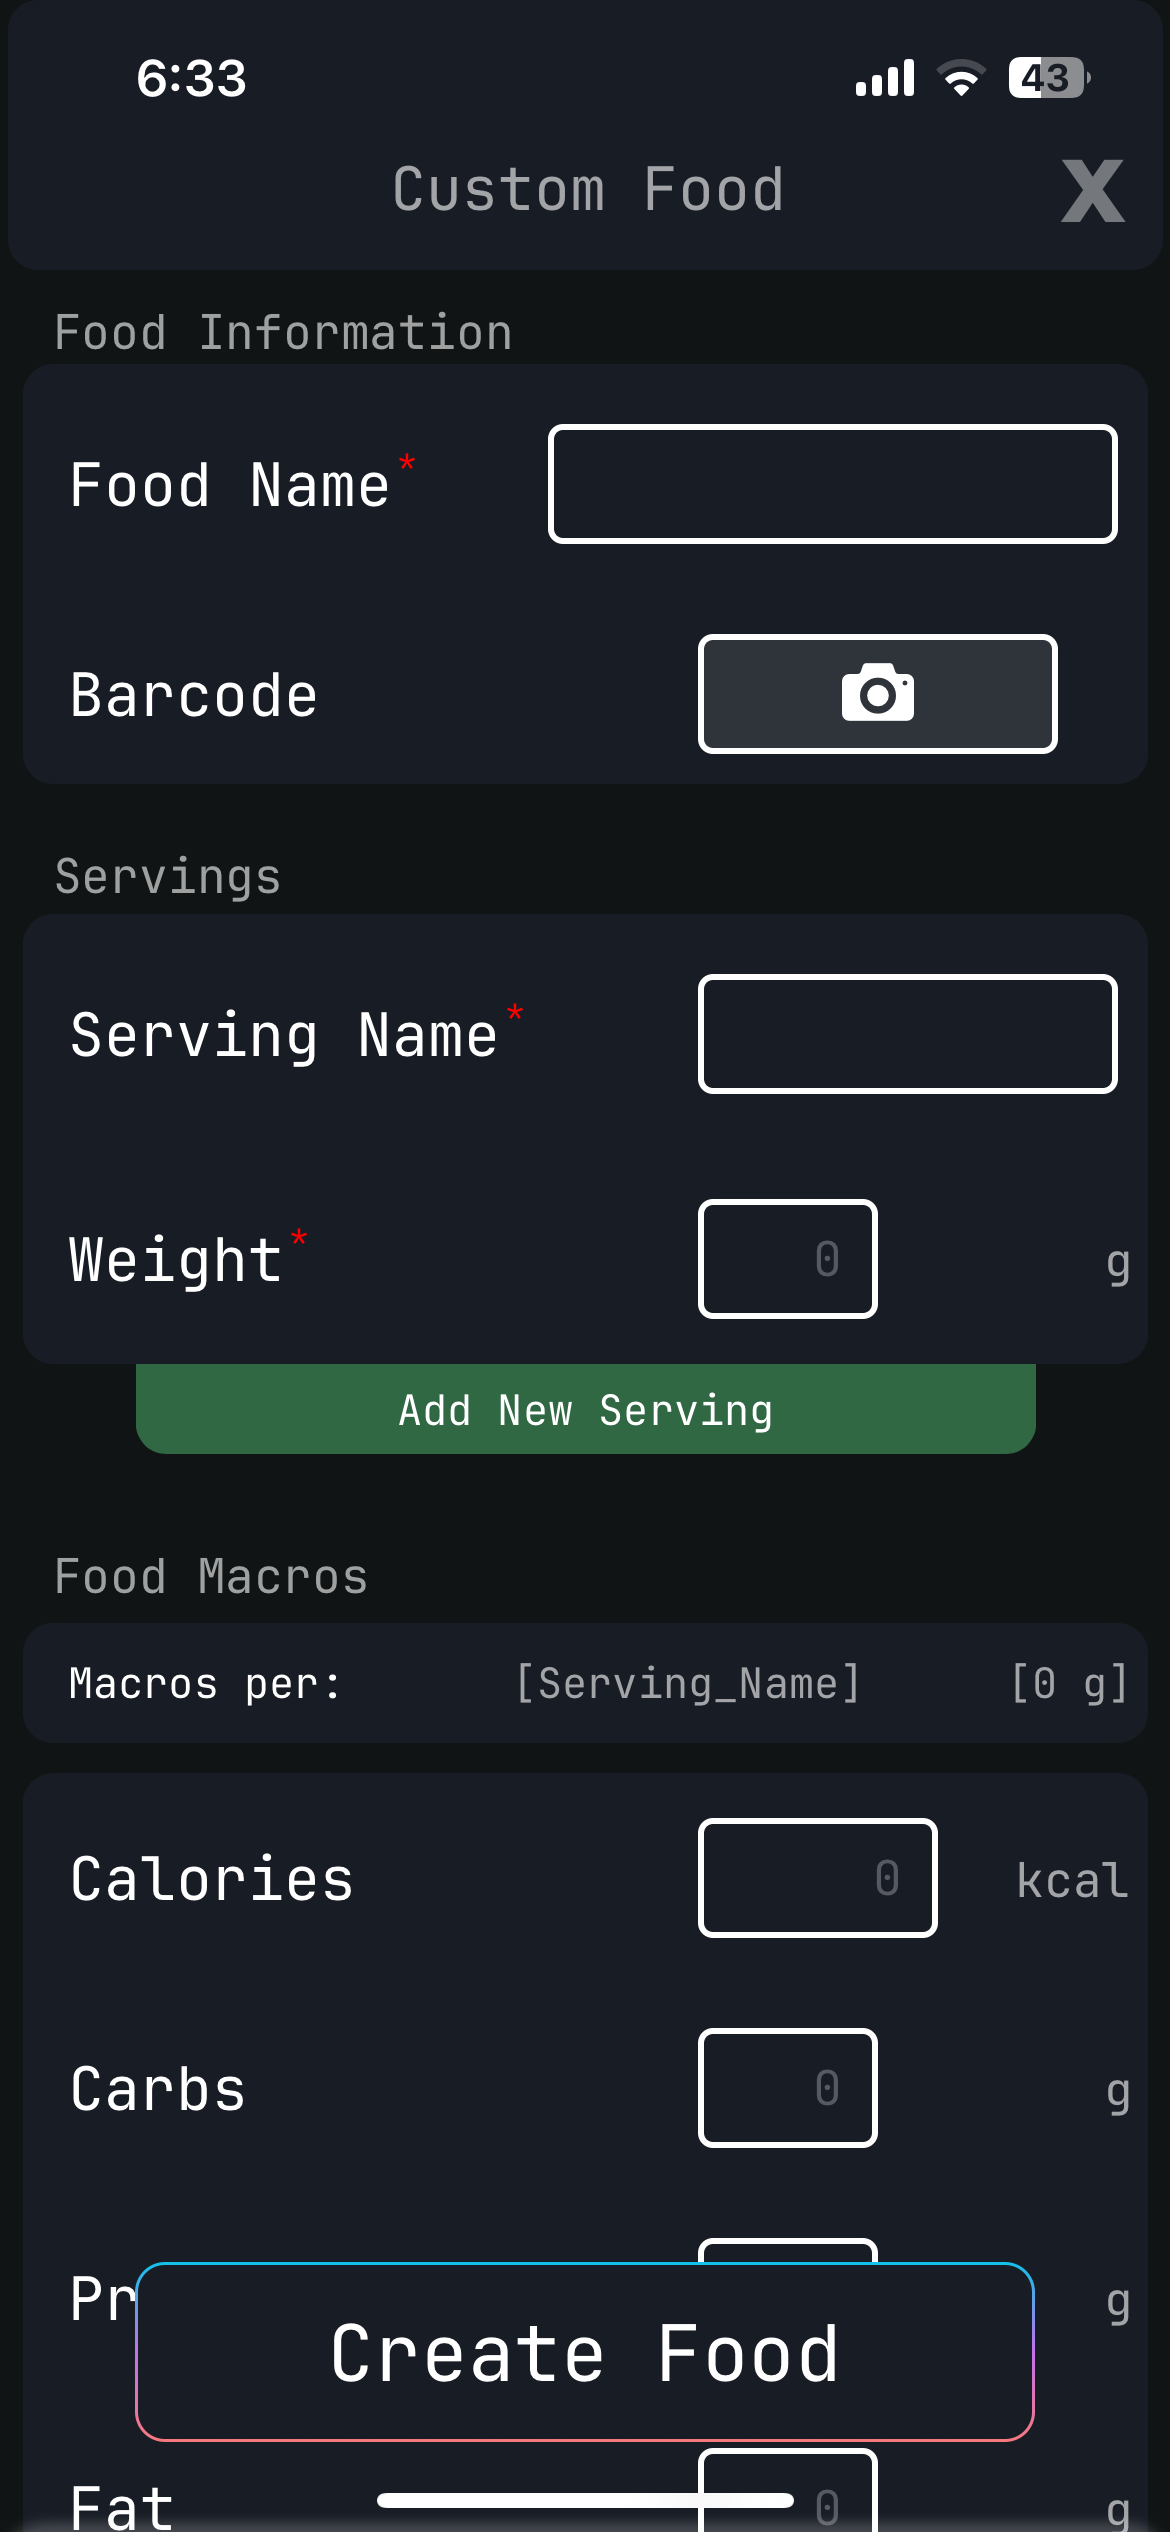 6:33
43
Custom Food
X
Food Information
Food Name*
Barcode
Servings
Serving Name*
Weight* 0 g
Add New Serving
Food Macros
Macros per: [Serving_Name] [0 g]
Calories 0 kcal
Carbs 0 g
Pr g
Create Food
Fat 0 g